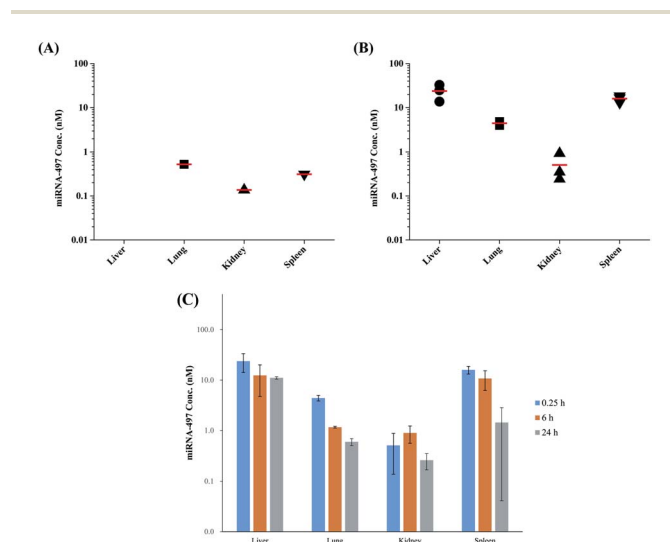 (A)
miRNA-497 Conc. (nM)
100
10
1
0.1
0.01
Liver
Lung
Kidney
Spleen
(B)
miRNA-497 Conc. (nM)
100
10
1
0.1
0.01
Liver
Lung
Kidney
Spleen
(C)
miRNA-497 Conc. (nM)
100.0
10.0
1.0
0.1
0.0
Liver
Lung
Kidney
Spleen
0.25 h
6 h
24 h